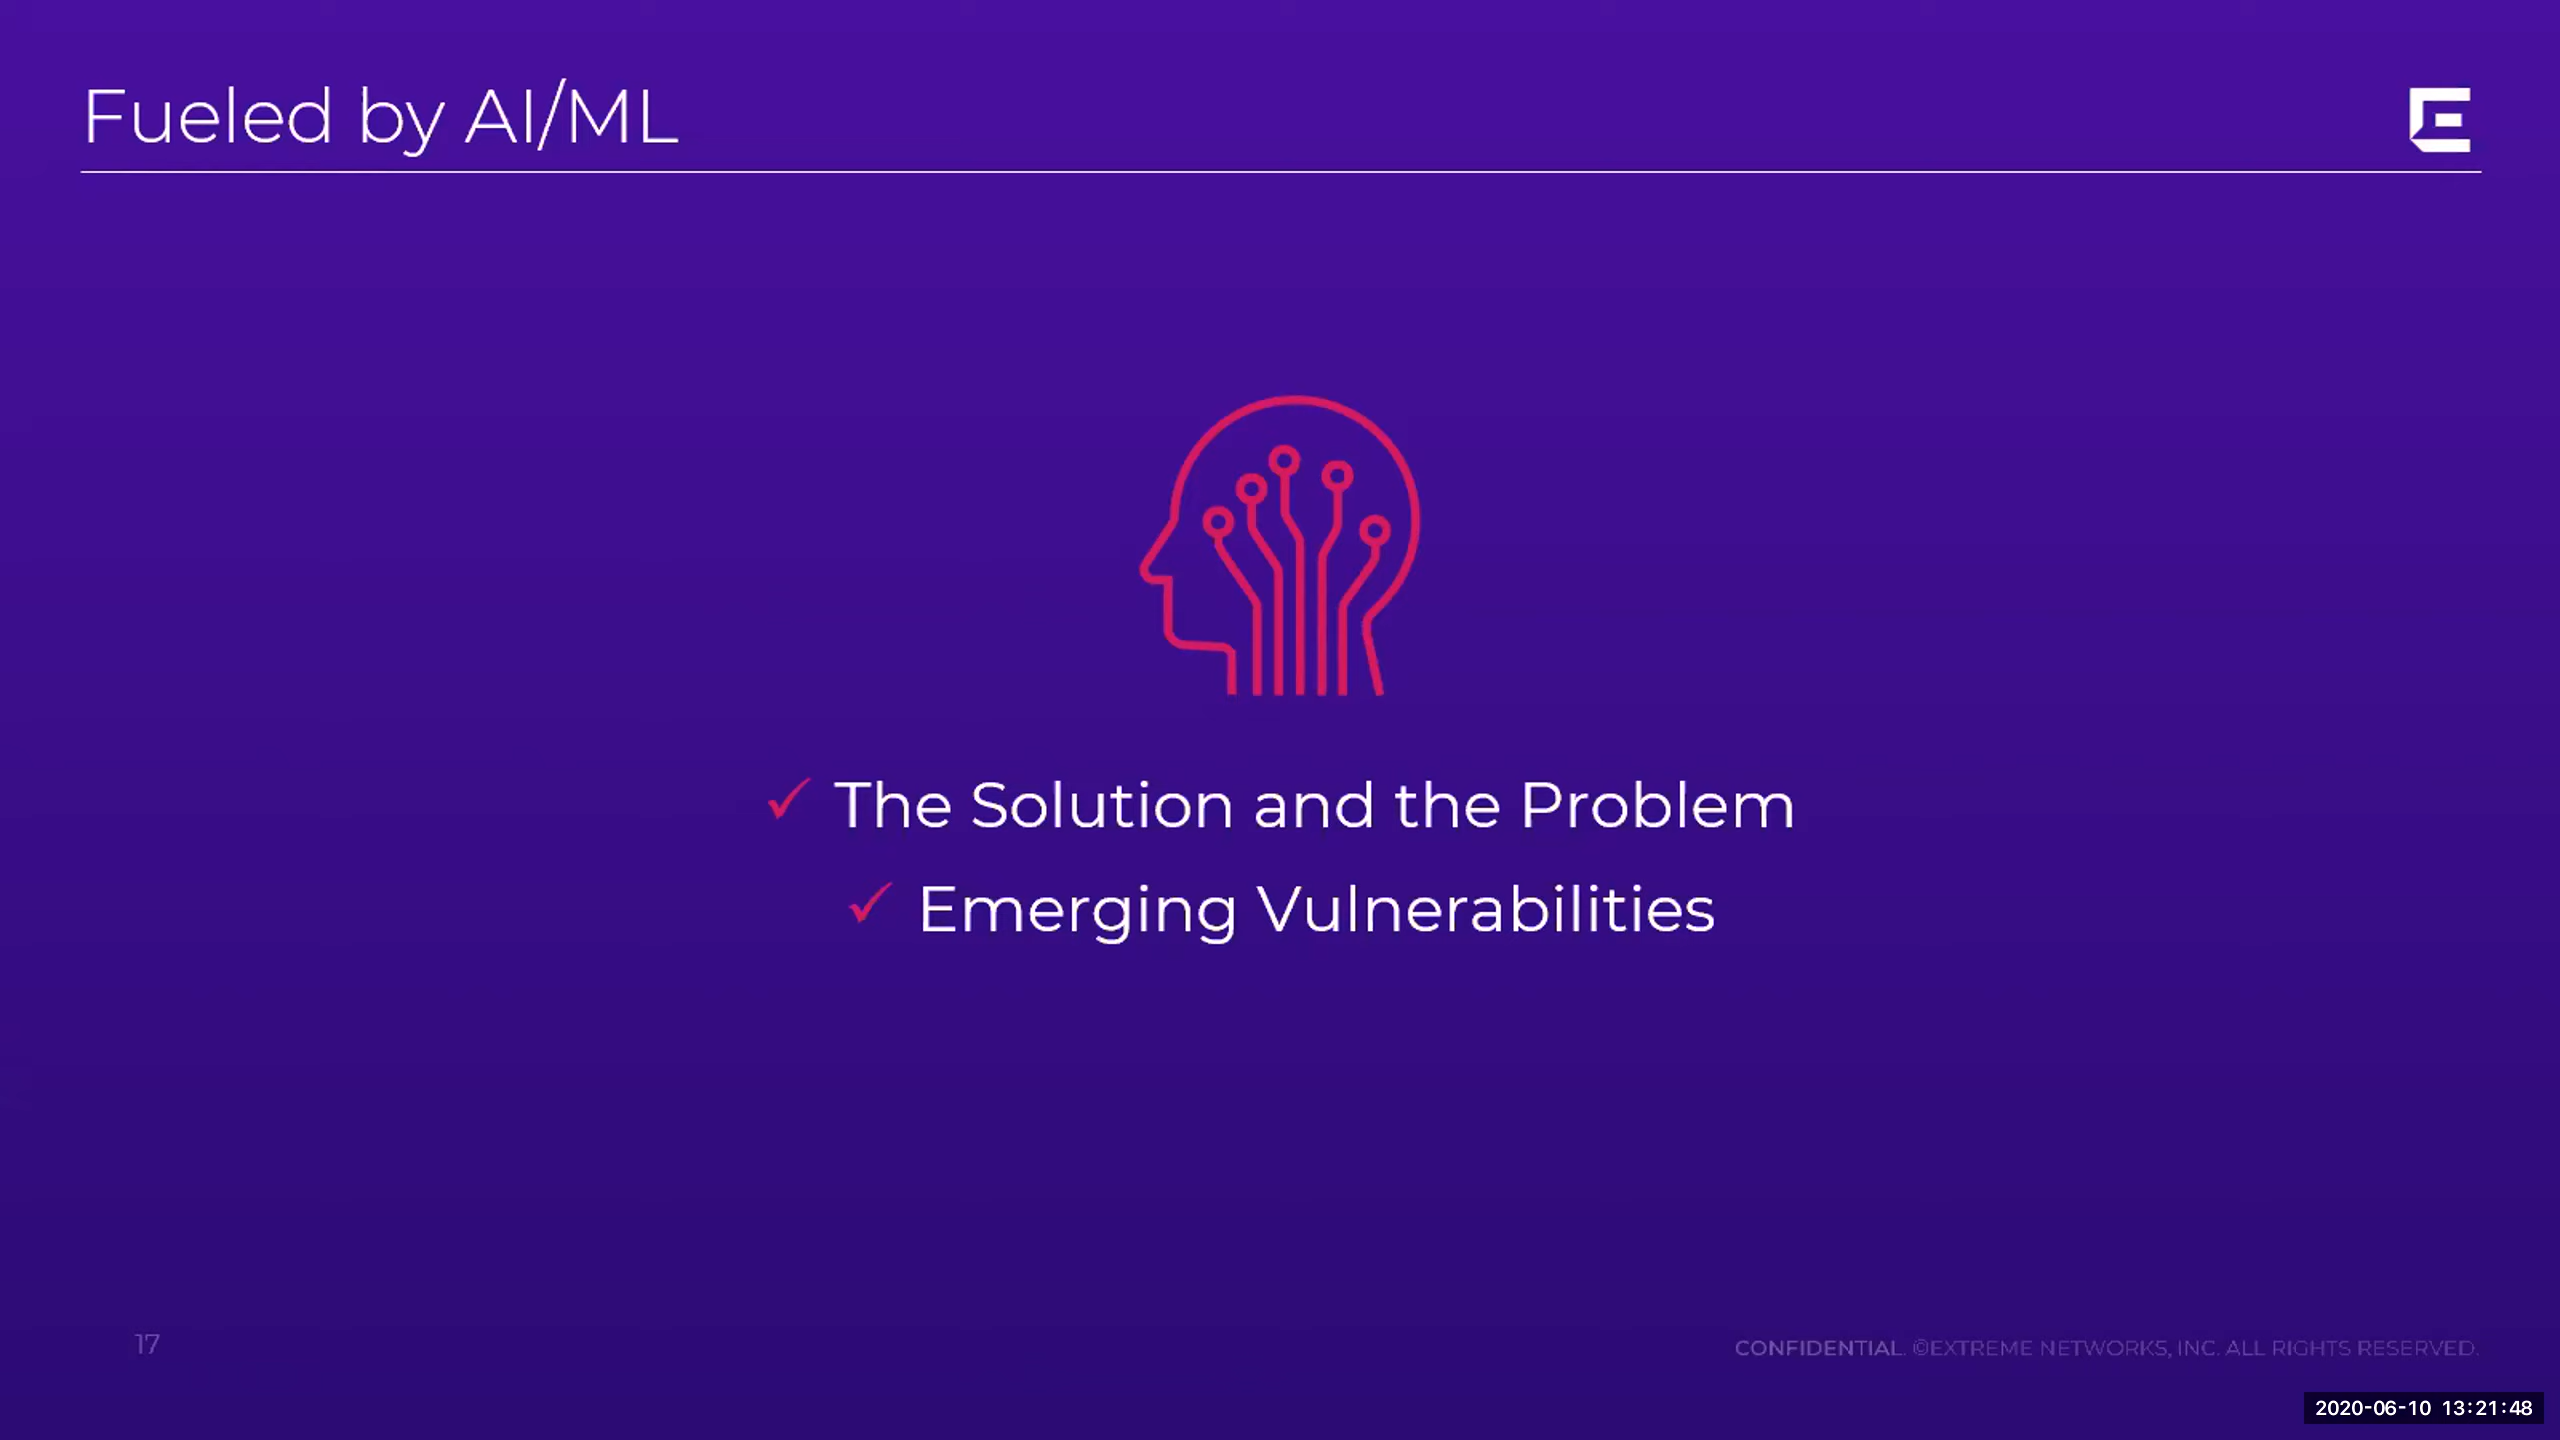 Fueled by AI/ML
✓ The Solution and the Problem
✓ Emerging Vulnerabilities
17
CONFIDENTIAL. ©EXTREME NETWORKS, INC. ALL RIGHTS RESERVED.
2020-06-10 13:21:48